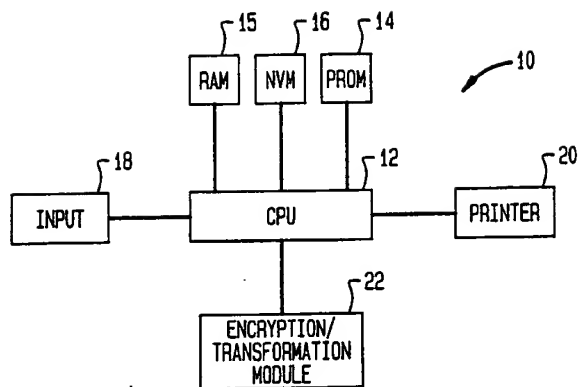 15
16
14
RAM
NVM
PROM
10
18
12
20
INPUT
CPU
PRINTER
22
ENCRYPTION/
TRANSFORMATION
MODULE